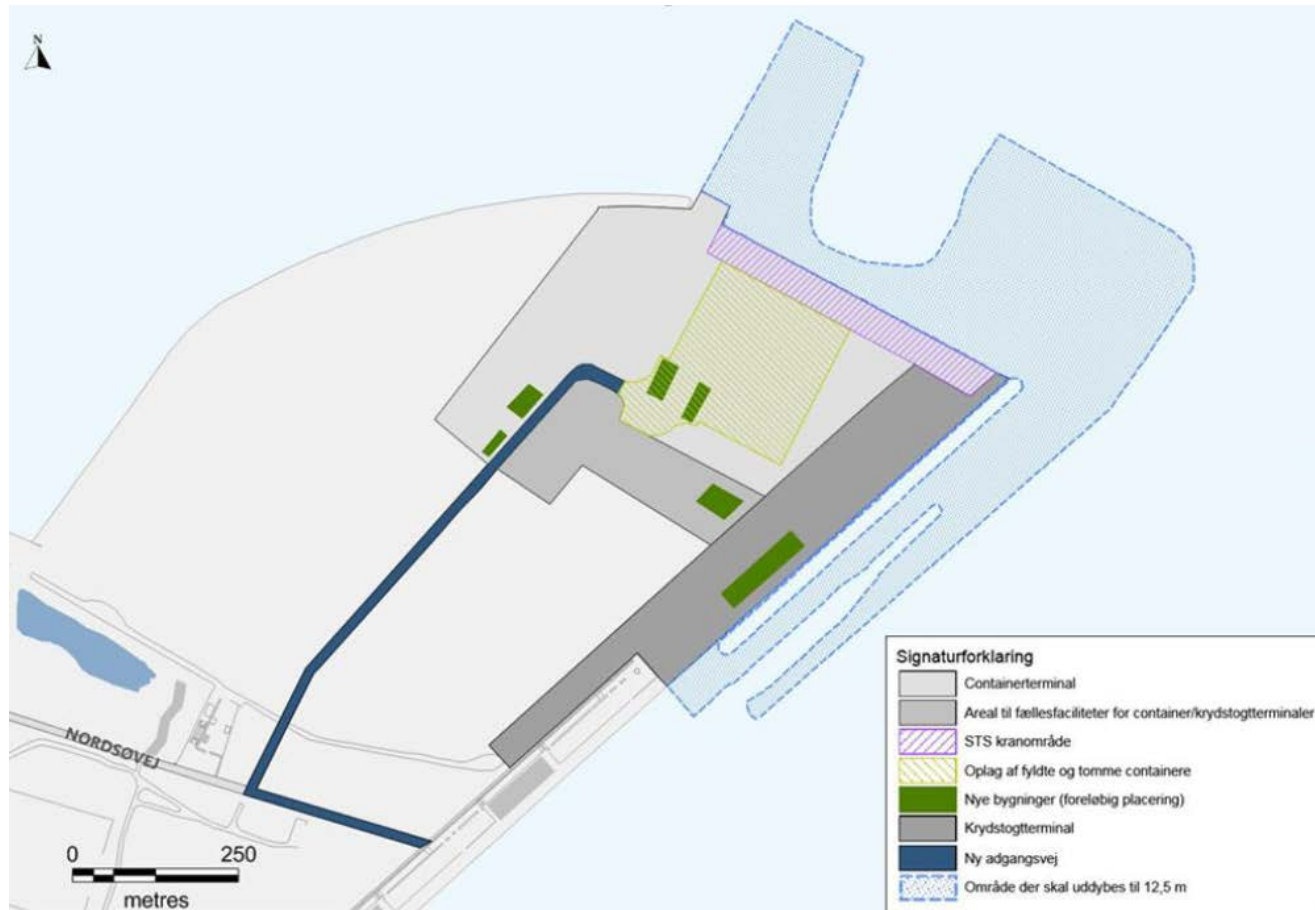 N
NORDSØVEJ
0 250
metres
Signaturforklaring
Containerterminal
Areal til fællesfaciliteter for container/krydstogtterminaler
STS kranområde
Oplag af fyldte og tomme containere
Nye bygninger (foreløbig placering)
Krydstogtterminal
Ny adgangsvej
Område der skal uddybes til 12,5 m